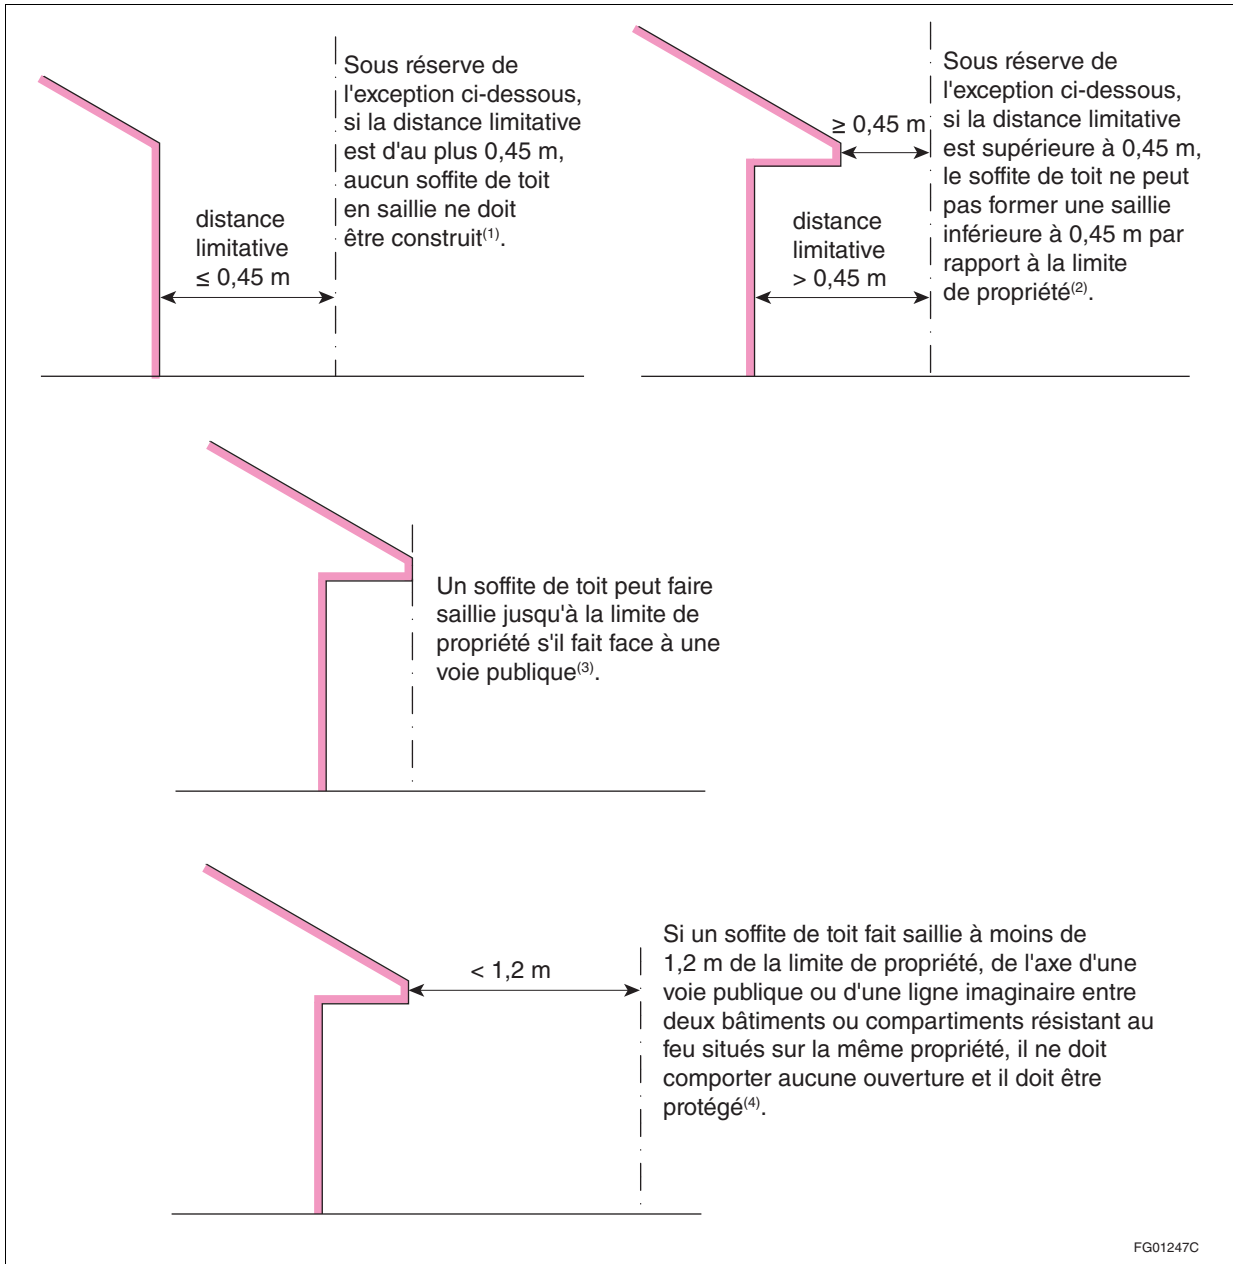 Sous réserve de
l'exception ci-dessous,
si la distance limitative
est d'au plus 0,45 m,
aucun soffite de toit
en saillie ne doit
être construit(1).
distance
limitative
≤ 0,45 m
Sous réserve de
l'exception ci-dessous,
si la distance limitative
est supérieure à 0,45 m,
le soffite de toit ne peut
pas former une saillie
inférieure à 0,45 m par
rapport à la limite
de propriété(2).
≥ 0,45 m
distance
limitative
> 0,45 m
Un soffite de toit peut faire
saillie jusqu'à la limite de
propriété s'il fait face à une
voie publique(3).
< 1,2 m
Si un soffite de toit fait saillie à moins de
1,2 m de la limite de propriété, de l'axe d'une
voie publique ou d'une ligne imaginaire entre
deux bâtiments ou compartiments résistant au
feu situés sur la même propriété, il ne doit
comporter aucune ouverture et il doit être
protégé(4).
FG01247C